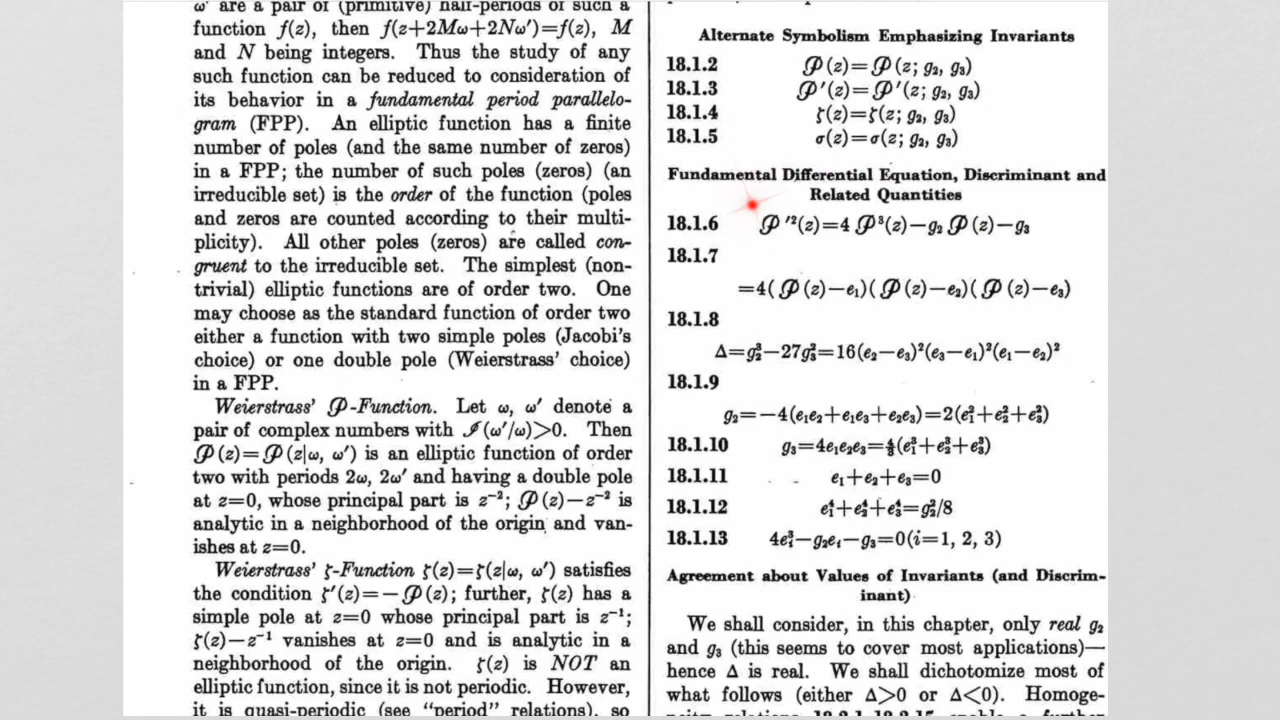 ω′ are a pair of (primitive) half-periods of such a
function f(z), then f(z+2Mω+2Nω′)=f(z), M
and N being integers. Thus the study of any
such function can be reduced to consideration of
its behavior in a fundamental period parallelo-
gram (FPP). An elliptic function has a finite
number of poles (and the same number of zeros)
in a FPP; the number of such poles (zeros) (an
irreducible set) is the order of the function (poles
and zeros are counted according to their multi-
plicity). All other poles (zeros) are called con-
gruent to the irreducible set. The simplest (non-
trivial) elliptic functions are of order two. One
may choose as the standard function of order two
either a function with two simple poles (Jacobi's
choice) or one double pole (Weierstrass' choice)
in a FPP.
Weierstrass' ℘-Function. Let ω, ω′ denote a
pair of complex numbers with ℐ(ω′/ω)>0. Then
℘(z)=℘(z|ω, ω′) is an elliptic function of order
two with periods 2ω, 2ω′ and having a double pole
at z=0, whose principal part is z⁻²; ℘(z)−z⁻² is
analytic in a neighborhood of the origin and van-
ishes at z=0.
Weierstrass' ζ-Function ζ(z)=ζ(z|ω, ω′) satisfies
the condition ζ′(z)=−℘(z); further, ζ(z) has a
simple pole at z=0 whose principal part is z⁻¹;
ζ(z)−z⁻¹ vanishes at z=0 and is analytic in a
neighborhood of the origin. ζ(z) is NOT an
elliptic function, since it is not periodic. However,
it is quasi-periodic (see "period" relations), so
Alternate Symbolism Emphasizing Invariants
18.1.2 ℘(z)=℘(z; g₂, g₃)
18.1.3 ℘′(z)=℘′(z; g₂, g₃)
18.1.4 ζ(z)=ζ(z; g₂, g₃)
18.1.5 σ(z)=σ(z; g₂, g₃)
Fundamental Differential Equation, Discriminant and
Related Quantities
18.1.6 ℘′²(z)=4℘³(z)−g₂℘(z)−g₃
18.1.7
=4(℘(z)−e₁)(℘(z)−e₂)(℘(z)−e₃)
18.1.8
Δ=g₂³−27g₃²=16(e₂−e₃)²(e₃−e₁)²(e₁−e₂)²
18.1.9
g₂=−4(e₁e₂+e₁e₃+e₂e₃)=2(e₁²+e₂²+e₃²)
18.1.10 g₃=4e₁e₂e₃=⁴⁄₃(e₁³+e₂³+e₃³)
18.1.11 e₁+e₂+e₃=0
18.1.12 e₁⁴+e₂⁴+e₃⁴=g₂²/8
18.1.13 4eᵢ³−g₂eᵢ−g₃=0(i=1, 2, 3)
Agreement about Values of Invariants (and Discrim-
inant)
We shall consider, in this chapter, only real g₂
and g₃ (this seems to cover most applications)—
hence Δ is real. We shall dichotomize most of
what follows (either Δ>0 or Δ<0). Homoge-